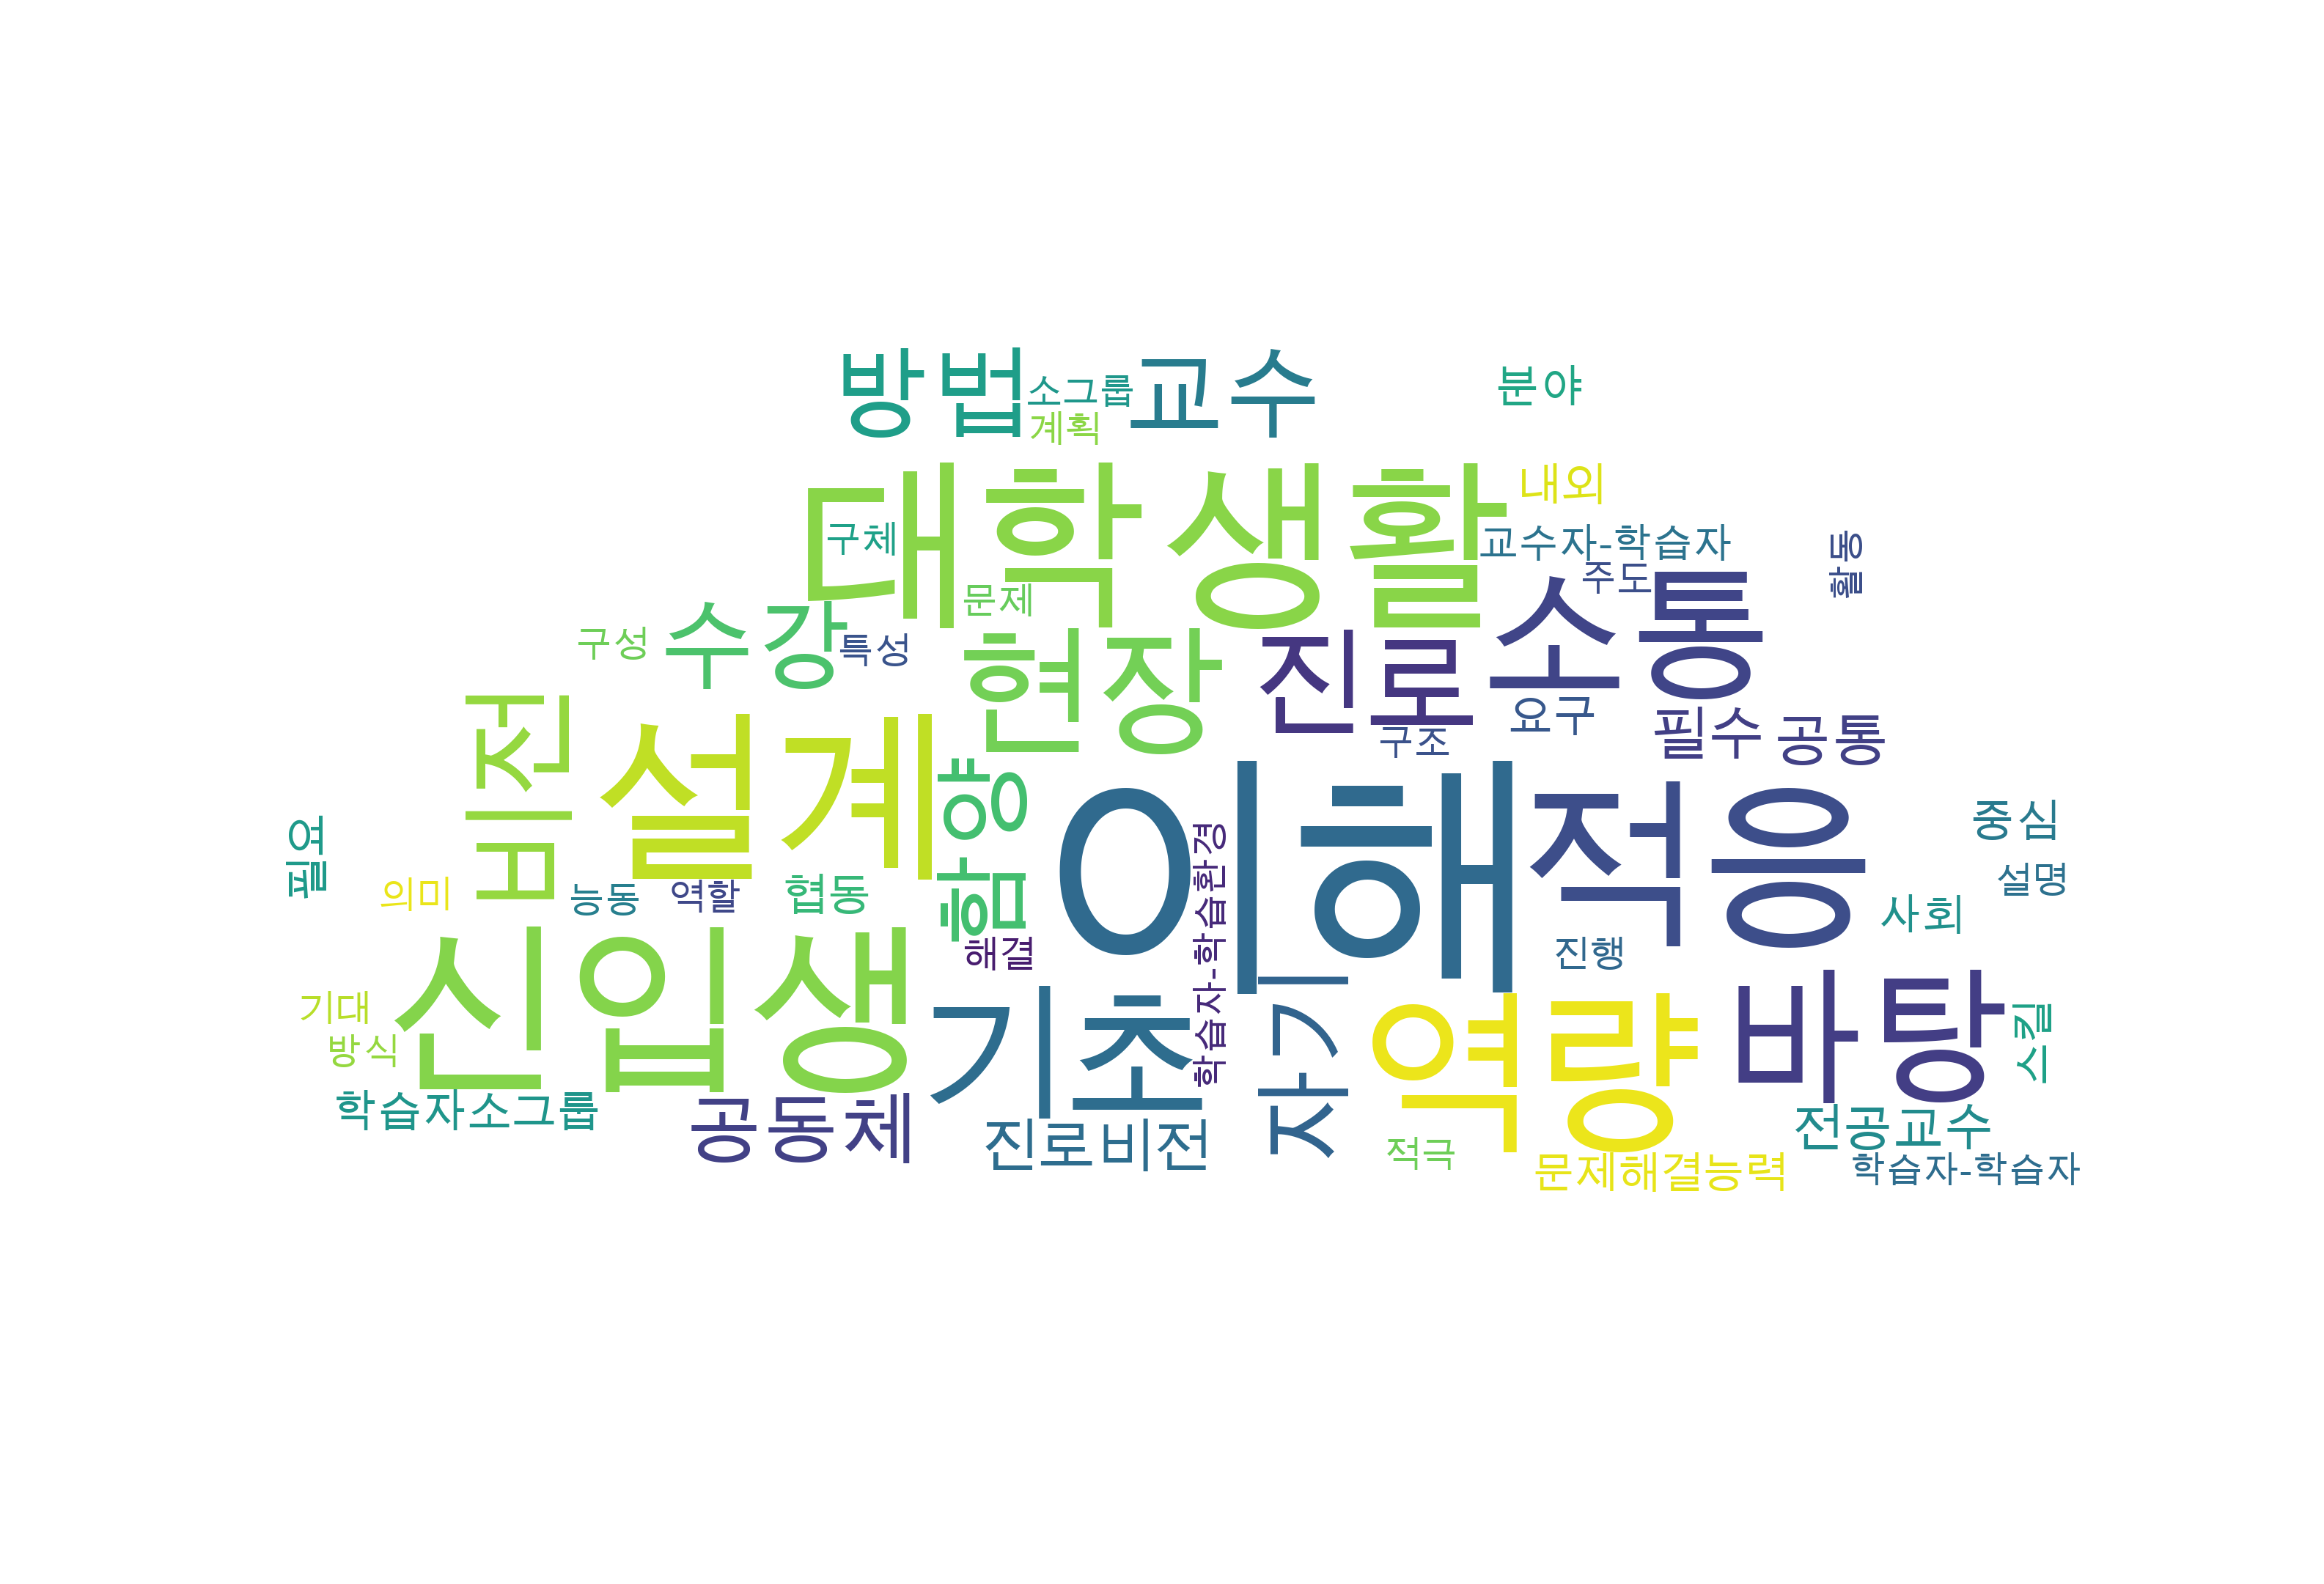 방법
소그룹
계획
교수
분야
대학생활
내외
구체
교수자-학습자
주도
활동
문제
소통
구성
수강
특성
현장
진로
요구
구조
필수
공통
비전
설계
함양
이해
적응
중심
필요
의미
능동
역할
협동
설명
사회
해결
학습자-학습환경
진행
신입생
기대
방식
기초
자기
역량
바탕
스킬
학습자소그룹
공동체
진로비전
적극
전공교수
문제해결능력
학습자-학습자